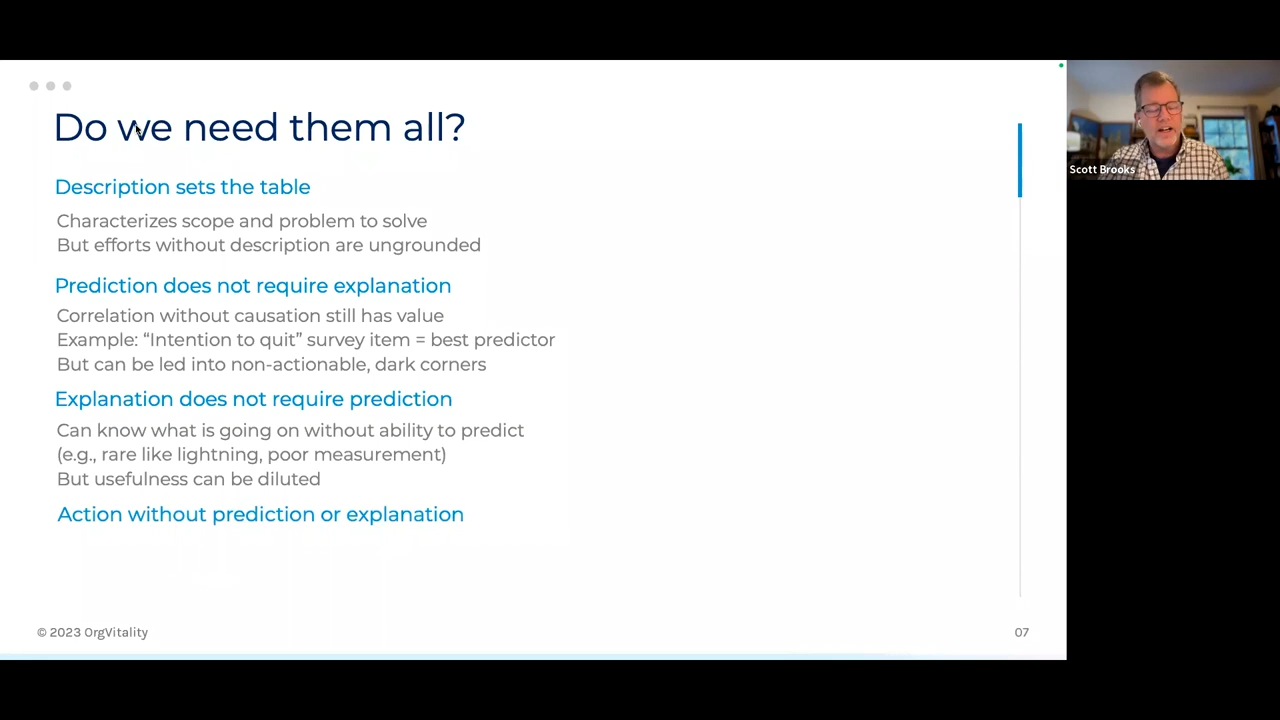 Do we need them all?
Description sets the table
Characterizes scope and problem to solve
But efforts without description are ungrounded
Prediction does not require explanation
Correlation without causation still has value
Example: “Intention to quit” survey item = best predictor
But can be led into non-actionable, dark corners
Explanation does not require prediction
Can know what is going on without ability to predict
(e.g., rare like lightning, poor measurement)
But usefulness can be diluted
Action without prediction or explanation
© 2023 OrgVitality
07
Scott Brooks